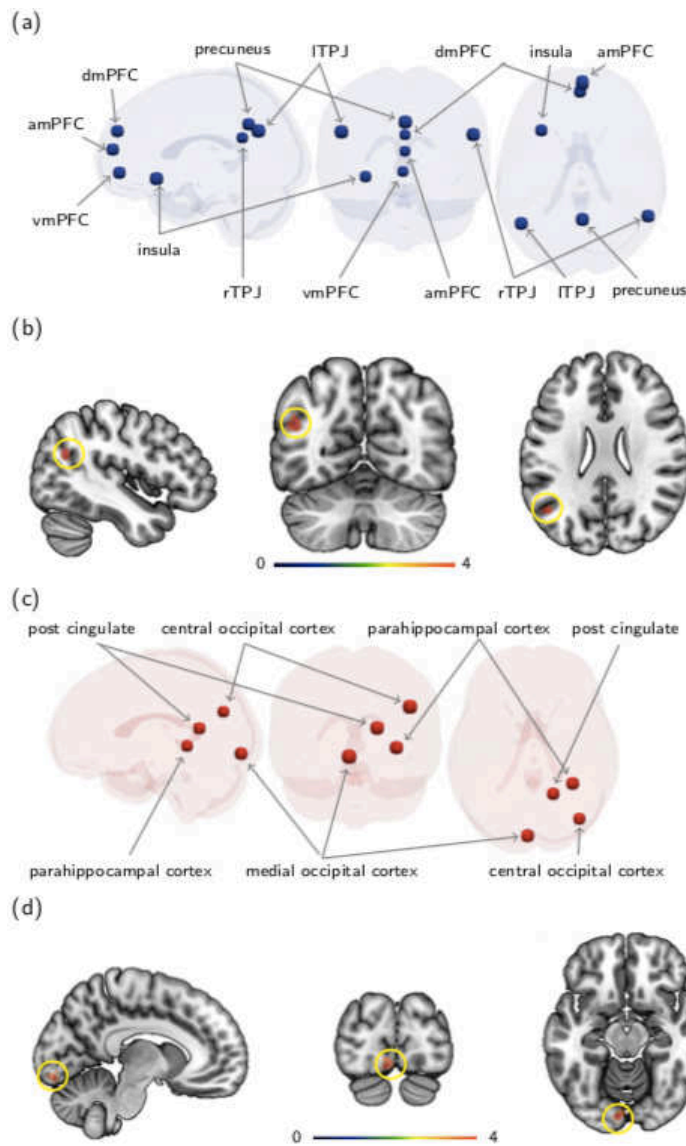 (a)
precuneus lTPJ dmPFC insula amPFC
dmPFC
amPFC
vmPFC
insula
rTPJ vmPFC amPFC rTPJ lTPJ precuneus
(b)
0 4
(c)
post cingulate central occipital cortex parahippocampal cortex post cingulate
parahippocampal cortex medial occipital cortex central occipital cortex
(d)
0 4